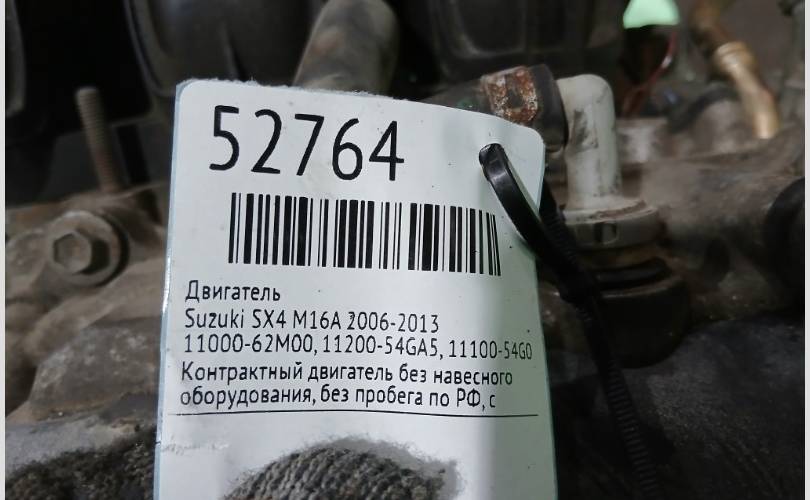 52764
Двигатель
Suzuki SX4 M16A 2006-2013
11000-62M00, 11200-54GA5, 11100-54G0
Контрактный двигатель без навесного
оборудования, без пробега по РФ, с